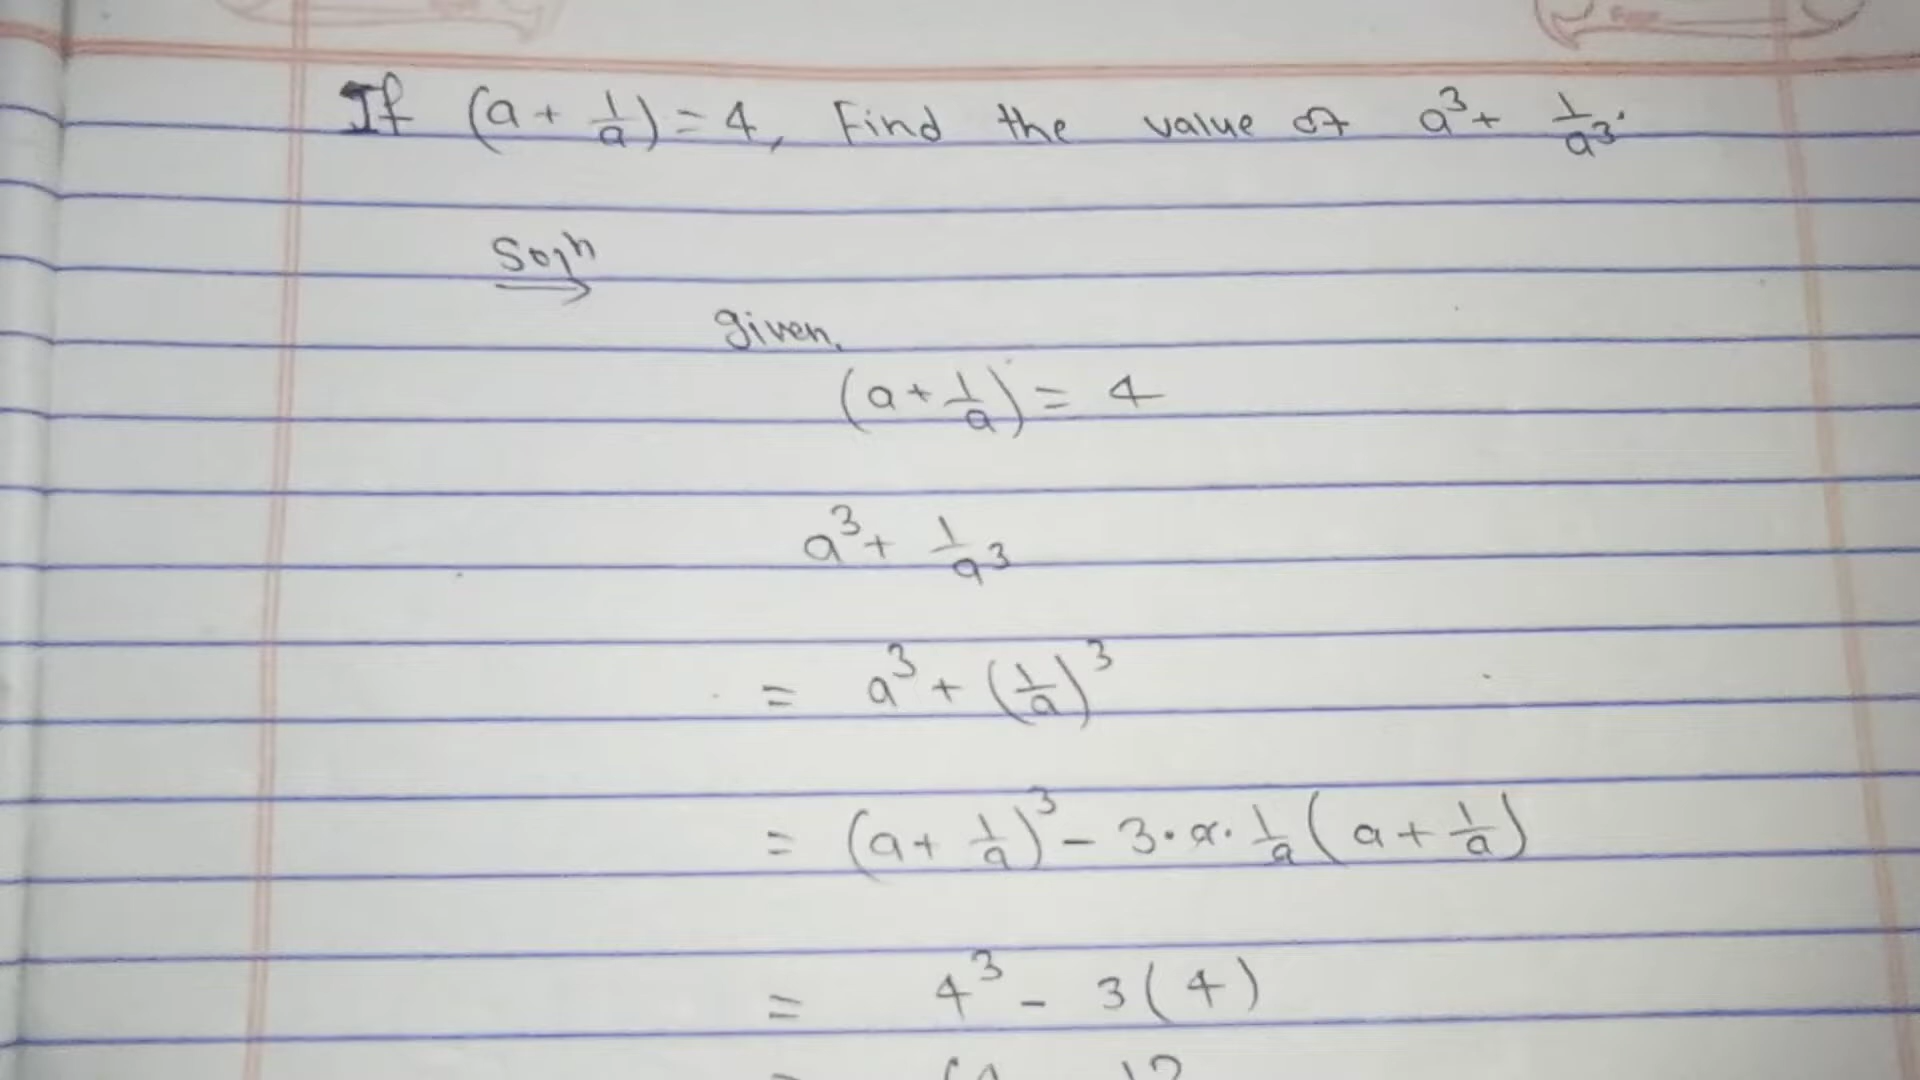 If (a + 1/a) = 4, Find the value of a³ + 1/a³.
Solⁿ
given,
(a + 1/a) = 4
a³ + 1/a³
= a³ + (1/a)³
= (a + 1/a)³ - 3·a·1/a (a + 1/a)
= 4³ - 3(4)